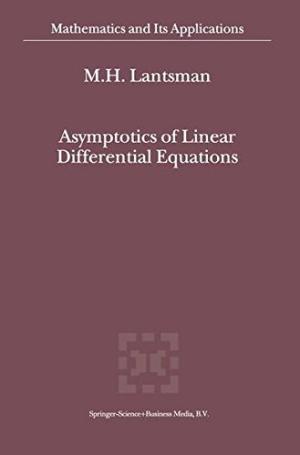 Mathematics and Its Applications
M.H. Lantsman
Asymptotics of Linear
Differential Equations
Springer-Science+Business Media, B.V.